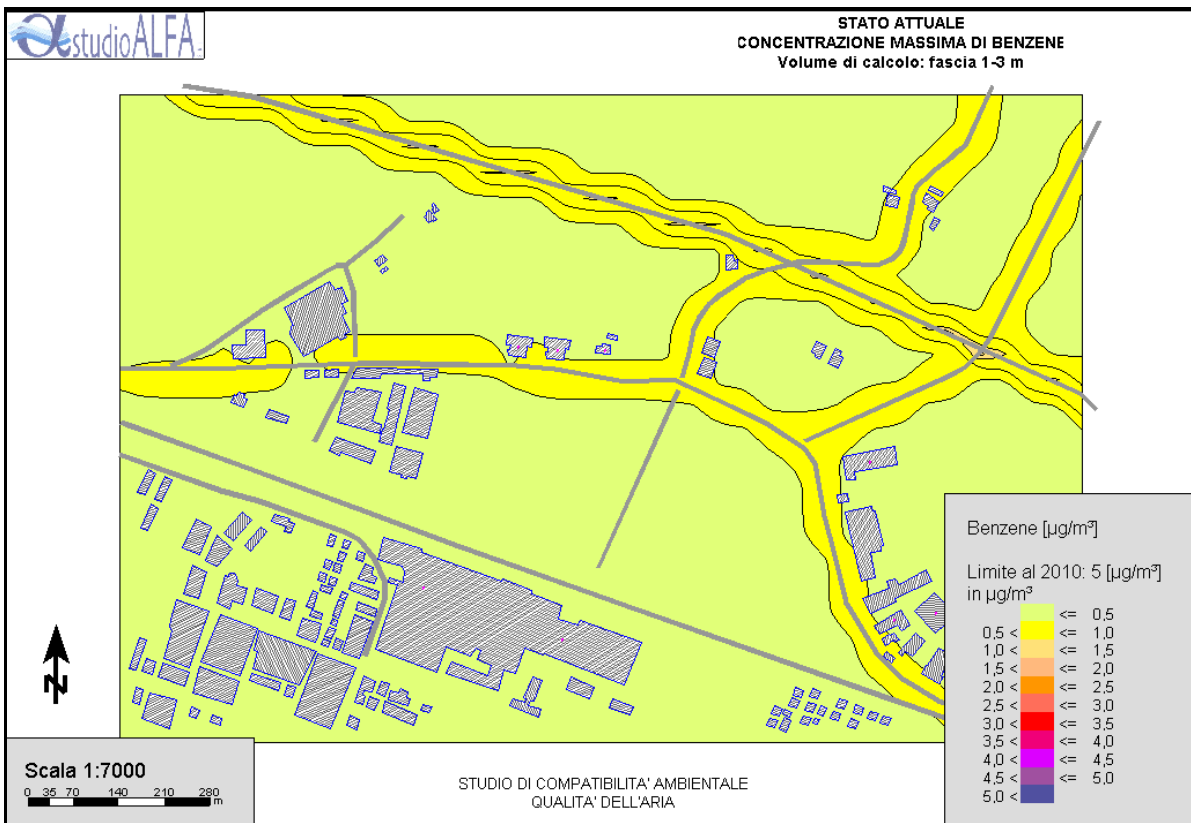 αstudioALFA
STATO ATTUALE
CONCENTRAZIONE MASSIMA DI BENZENE
Volume di calcolo: fascia 1-3 m
Benzene [µg/m³]
Limite al 2010: 5 [µg/m³]
in µg/m³
<= 0,5
0,5 < <= 1,0
1,0 < <= 1,5
1,5 < <= 2,0
2,0 < <= 2,5
2,5 < <= 3,0
3,0 < <= 3,5
3,5 < <= 4,0
4,0 < <= 4,5
4,5 < <= 5,0
5,0 <
N
Scala 1:7000
0 35 70 140 210 280
m
STUDIO DI COMPATIBILITA' AMBIENTALE
QUALITA' DELL'ARIA